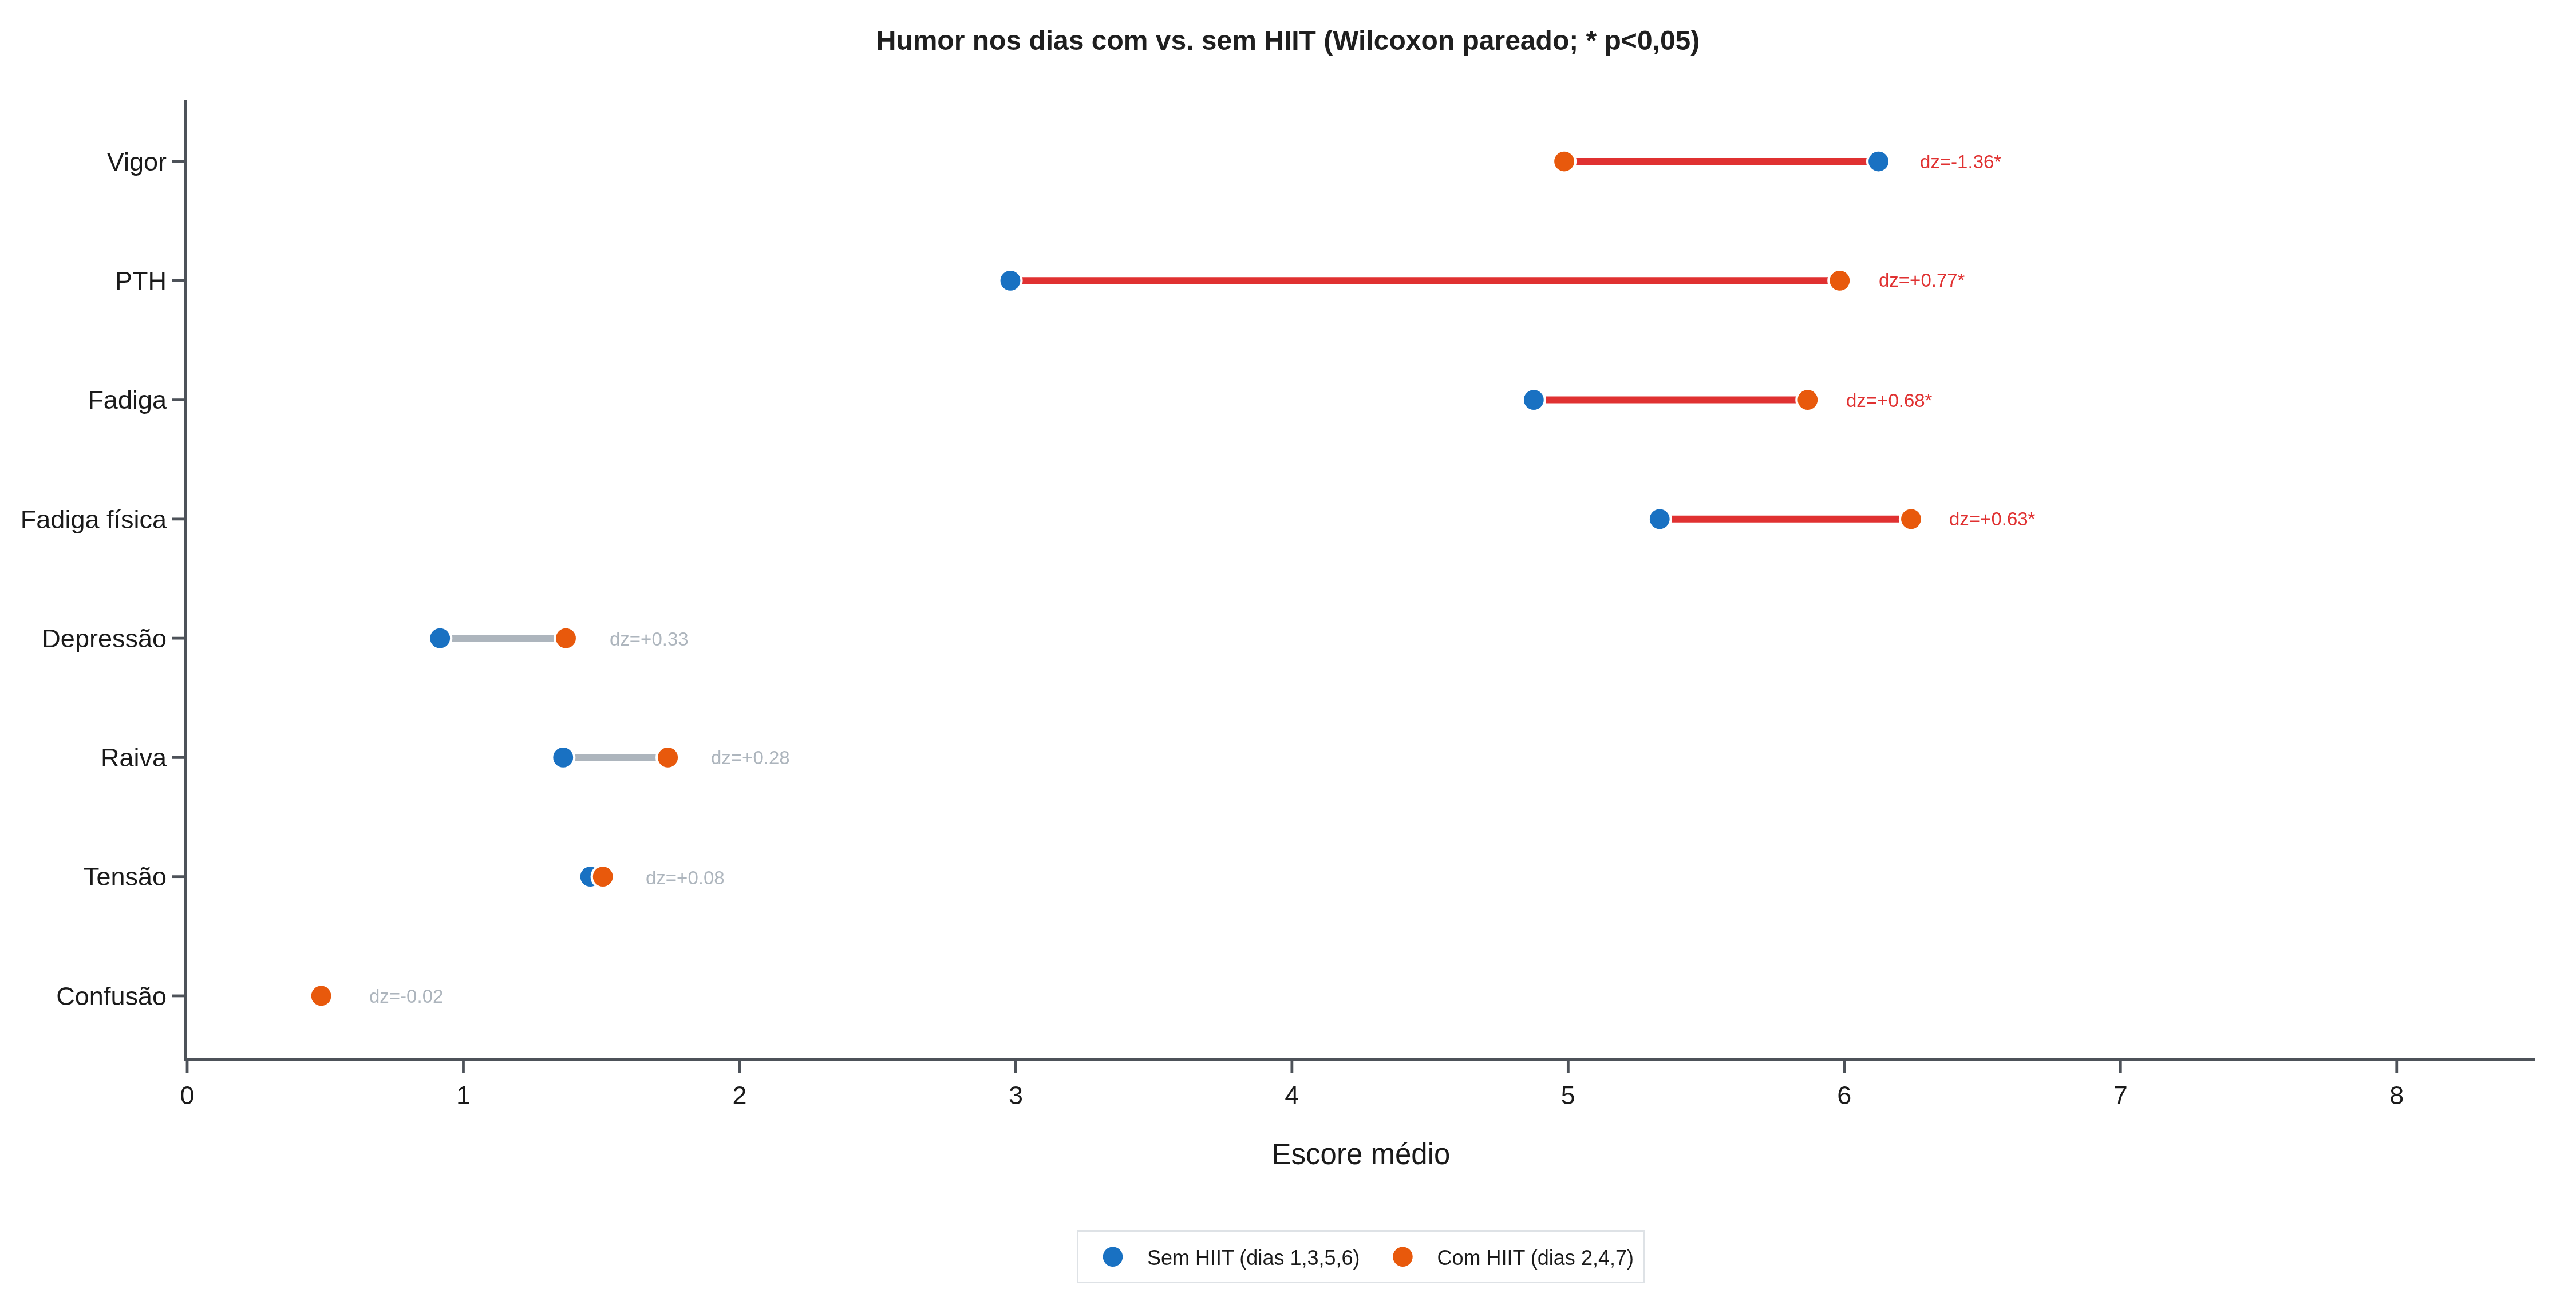 Humor nos dias com vs. sem HIIT (Wilcoxon pareado; * p<0,05)
Vigor
dz=-1.36*
PTH
dz=+0.77*
Fadiga
dz=+0.68*
Fadiga física
dz=+0.63*
Depressão
dz=+0.33
Raiva
dz=+0.28
Tensão
dz=+0.08
Confusão
dz=-0.02
0 1 2 3 4 5 6 7 8
Escore médio
Sem HIIT (dias 1,3,5,6) Com HIIT (dias 2,4,7)